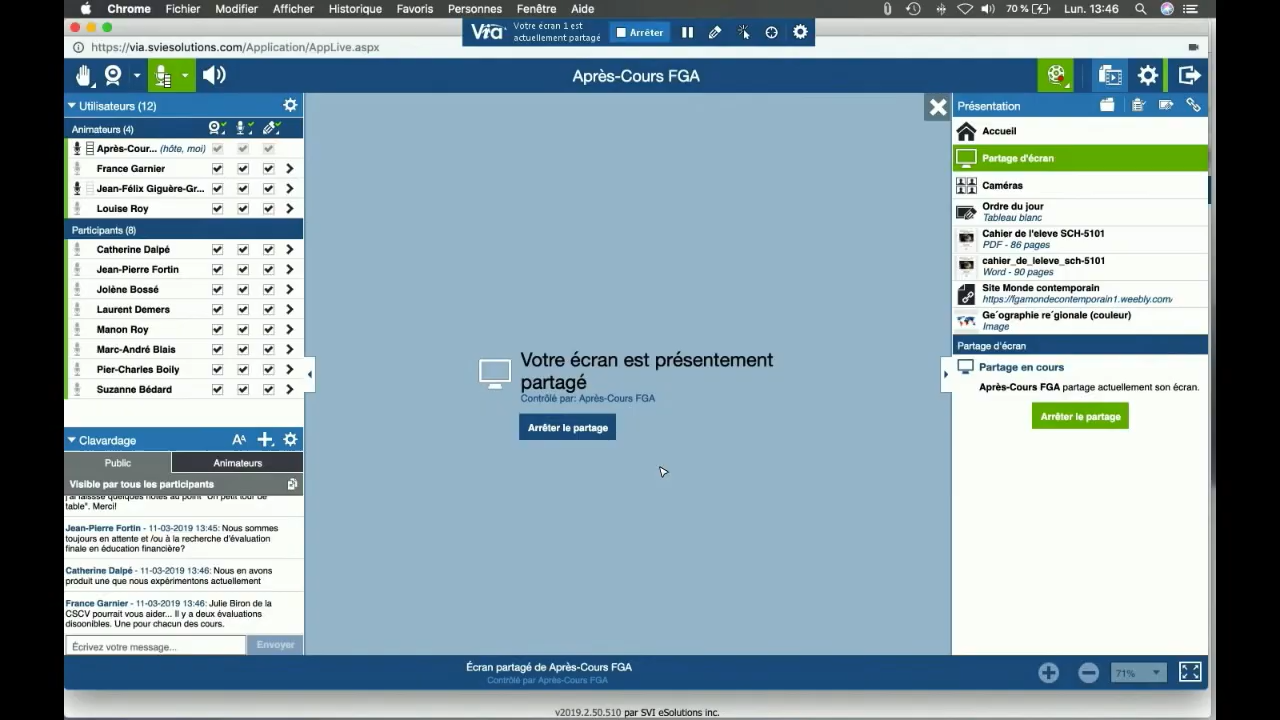 Chrome Fichier Modifier Afficher Historique Favoris Personnes Fenêtre Aide
70 % Lun. 13:46
Via Votre écran 1 est
actuellement partagé
Arrêter
https://via.sviesolutions.com/Application/AppLive.aspx
Après-Cours FGA
Utilisateurs (12)
Animateurs (4)
Après-Cour... (hôte, moi)
France Garnier
Jean-Félix Giguère-Gr...
Louise Roy
Participants (8)
Catherine Dalpé
Jean-Pierre Fortin
Jolène Bossé
Laurent Demers
Manon Roy
Marc-André Blais
Pier-Charles Boily
Suzanne Bédard
Clavardage
Public Animateurs
Visible par tous les participants
j'ai laissse quelques notes au point "Un petit tour de
table". Merci!
Jean-Pierre Fortin - 11-03-2019 13:45: Nous sommes
toujours en attente et /ou à la recherche d'évaluation
finale en éducation financière?
Catherine Dalpé - 11-03-2019 13:46: Nous en avons
produit une que nous expérimentons actuellement
France Garnier - 11-03-2019 13:46: Julie Biron de la
CSCV pourrait vous aider... Il y a deux évaluations
disponibles. Une pour chacun des cours.
Écrivez votre message...
Envoyer
Votre écran est présentement
partagé
Contrôlé par: Après-Cours FGA
Arrêter le partage
Présentation
Accueil
Partage d'écran
Caméras
Ordre du jour
Tableau blanc
Cahier de l'eleve SCH-5101
PDF - 86 pages
cahier_de_leleve_sch-5101
Word - 90 pages
Site Monde contemporain
https://fgamondecontemporain1.weebly.com/
Ge´ographie re´gionale (couleur)
Image
Partage d'écran
Partage en cours
Après-Cours FGA partage actuellement son écran.
Arrêter le partage
Écran partagé de Après-Cours FGA
Contrôlé par Après-Cours FGA
71%
v2019.2.50.510 par SVI eSolutions inc.